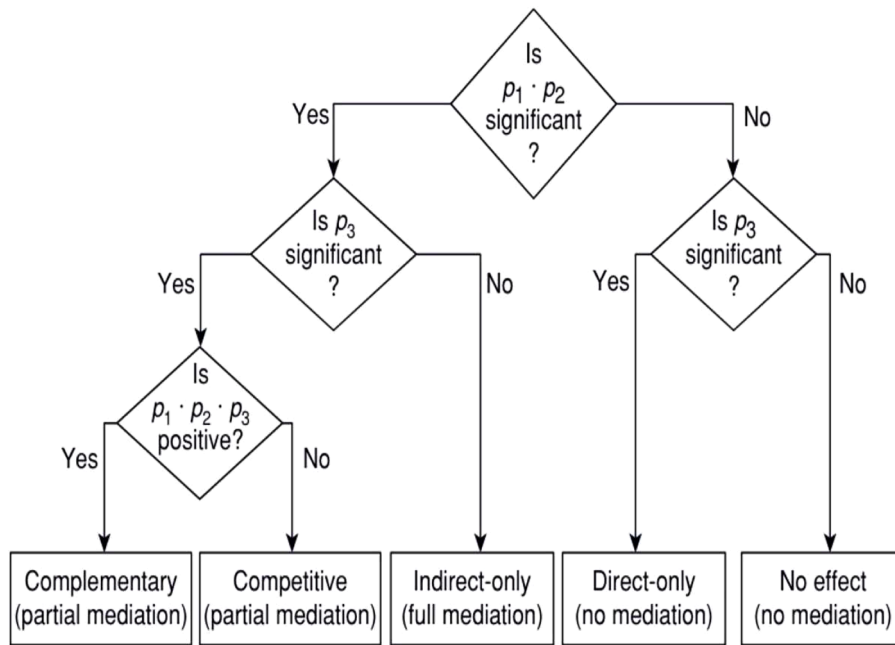 Is
p₁ · p₂
significant
?
Yes
No
Is p₃
significant
?
Is p₃
significant
?
Yes
No
Yes
No
Is
p₁ · p₂ · p₃
positive?
Yes
No
Complementary
(partial mediation)
Competitive
(partial mediation)
Indirect-only
(full mediation)
Direct-only
(no mediation)
No effect
(no mediation)